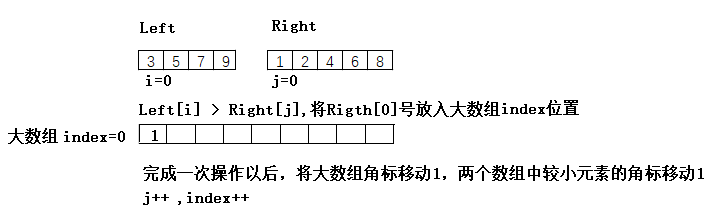 Left Right
3 5 7 9 1 2 4 6 8
i=0 j=0
Left[i] > Right[j],将Rigth[0]号放入大数组index位置
大数组 index=0 1
完成一次操作以后，将大数组角标移动1，两个数组中较小元素的角标移动1
j++ ,index++